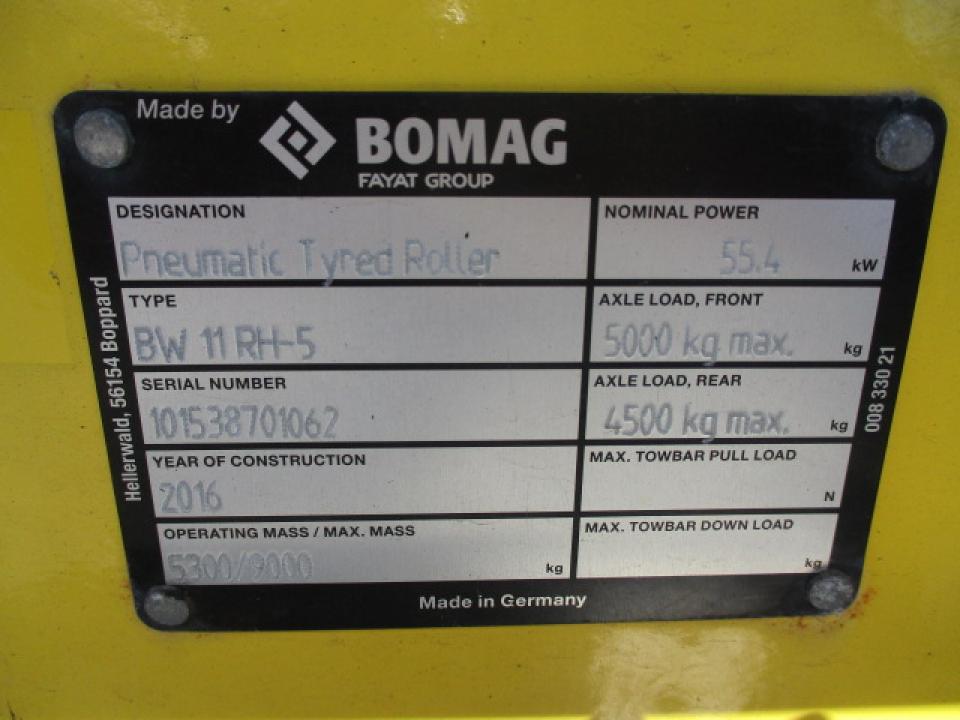 Made by
BOMAG
FAYAT GROUP
DESIGNATION
Pneumatic Tyred Roller
NOMINAL POWER
55.4 kW
TYPE
BW 11 RH-5
AXLE LOAD, FRONT
5000 kg max. kg
SERIAL NUMBER
101538701062
AXLE LOAD, REAR
4500 kg max. kg
YEAR OF CONSTRUCTION
2016
MAX. TOWBAR PULL LOAD
N
OPERATING MASS / MAX. MASS
5300/9000 kg
MAX. TOWBAR DOWN LOAD
kg
Made in Germany
Hellerwald, 56154 Boppard
008 330 21